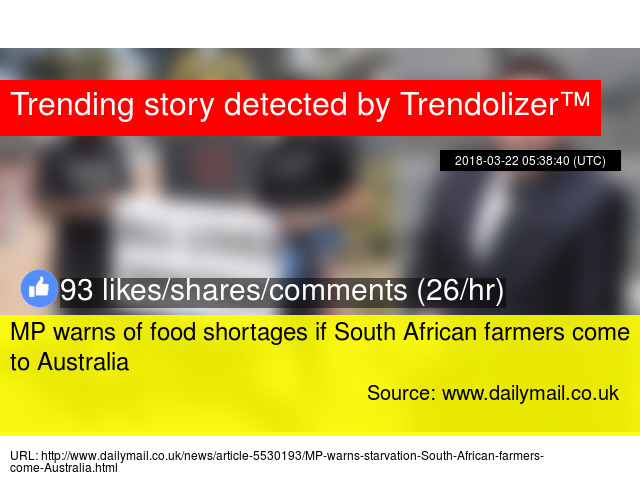 Trending story detected by Trendolizer™
2018-03-22 05:38:40 (UTC)
93 likes/shares/comments (26/hr)
MP warns of food shortages if South African farmers come
to Australia
Source: www.dailymail.co.uk
URL: http://www.dailymail.co.uk/news/article-5530193/MP-warns-starvation-South-African-farmers-
come-Australia.html